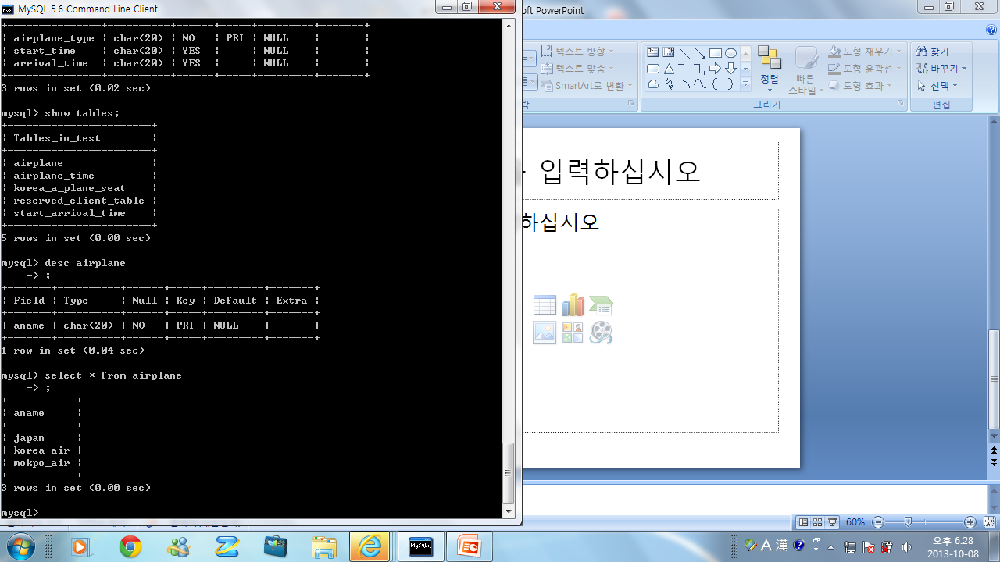 MySQL 5.6 Command Line Client
+---------------+----------+------+-----+---------+-------+
| airplane_type | char(20) | NO   | PRI | NULL    |       |
| start_time    | char(20) | YES  |     | NULL    |       |
| arrival_time  | char(20) | YES  |     | NULL    |       |
+---------------+----------+------+-----+---------+-------+
3 rows in set (0.02 sec)
mysql> show tables;
+-----------------------+
| Tables_in_test        |
+-----------------------+
| airplane              |
| airplane_time         |
| korea_a_plane_seat    |
| reserved_client_table |
| start_arrival_time    |
+-----------------------+
5 rows in set (0.00 sec)
mysql> desc airplane
    -> ;
+-------+----------+------+-----+---------+-------+
| Field | Type     | Null | Key | Default | Extra |
+-------+----------+------+-----+---------+-------+
| aname | char(20) | NO   | PRI | NULL    |       |
+-------+----------+------+-----+---------+-------+
1 row in set (0.04 sec)
mysql> select * from airplane
    -> ;
+-----------+
| aname     |
+-----------+
| japan     |
| korea_air |
| mokpo_air |
+-----------+
3 rows in set (0.00 sec)
mysql>
PowerPoint
텍스트 방향
텍스트 맞춤
SmartArt로 변환
정렬
빠른
스타일
도형 채우기
도형 윤곽선
도형 효과
그리기
찾기
바꾸기
선택
편집
입력하십시오
하십시오
60%
A 漢
오후 6:28
2013-10-08